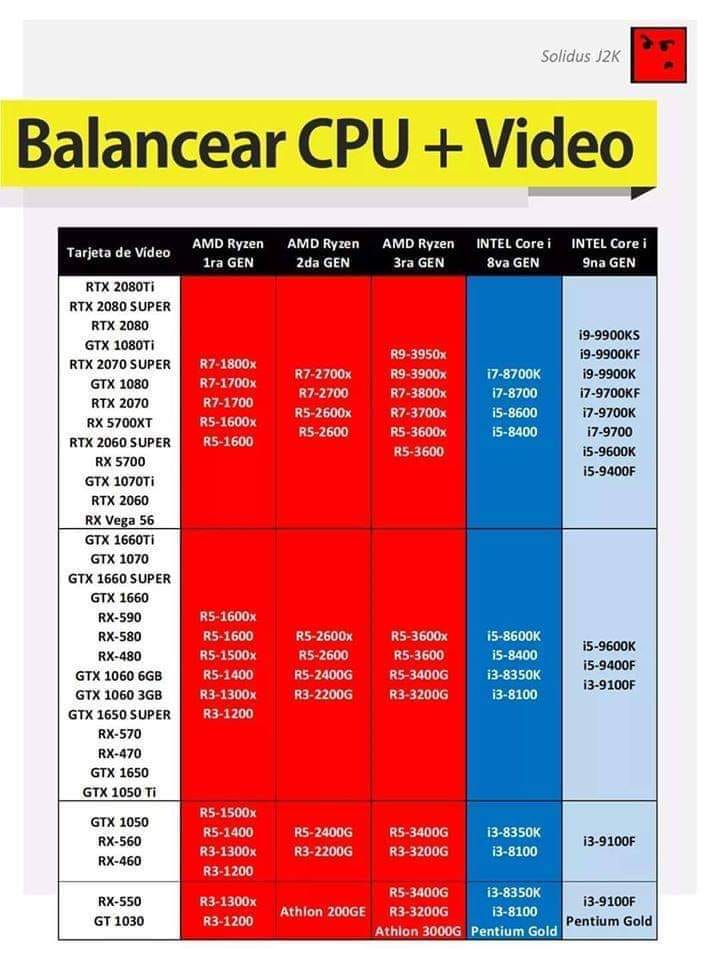 Solidus J2K
Balancear CPU + Video
Tarjeta de Vídeo
AMD Ryzen
1ra GEN
AMD Ryzen
2da GEN
AMD Ryzen
3ra GEN
INTEL Core i
8va GEN
INTEL Core i
9na GEN
RTX 2080Ti
RTX 2080 SUPER
RTX 2080
GTX 1080Ti
RTX 2070 SUPER
GTX 1080
RTX 2070
RX 5700XT
RTX 2060 SUPER
RX 5700
GTX 1070Ti
RTX 2060
RX Vega 56
R7-1800x
R7-1700x
R7-1700
R5-1600x
R5-1600
R7-2700x
R7-2700
R5-2600x
R5-2600
R9-3950x
R9-3900x
R7-3800x
R7-3700x
R5-3600x
R5-3600
i7-8700K
i7-8700
i5-8600
i5-8400
i9-9900KS
i9-9900KF
i9-9900K
i7-9700KF
i7-9700K
i7-9700
i5-9600K
i5-9400F
GTX 1660Ti
GTX 1070
GTX 1660 SUPER
GTX 1660
RX-590
RX-580
RX-480
GTX 1060 6GB
GTX 1060 3GB
GTX 1650 SUPER
RX-570
RX-470
GTX 1650
GTX 1050 Ti
R5-1600x
R5-1600
R5-1500x
R5-1400
R3-1300x
R3-1200
R5-2600x
R5-2600
R5-2400G
R3-2200G
R5-3600x
R5-3600
R5-3400G
R3-3200G
i5-8600K
i5-8400
i3-8350K
i3-8100
i5-9600K
i5-9400F
i3-9100F
GTX 1050
RX-560
RX-460
R5-1500x
R5-1400
R3-1300x
R3-1200
R5-2400G
R3-2200G
R5-3400G
R3-3200G
i3-8350K
i3-8100
i3-9100F
RX-550
GT 1030
R3-1300x
R3-1200
Athlon 200GE
R5-3400G
R3-3200G
Athlon 3000G
i3-8350K
i3-8100
Pentium Gold
i3-9100F
Pentium Gold